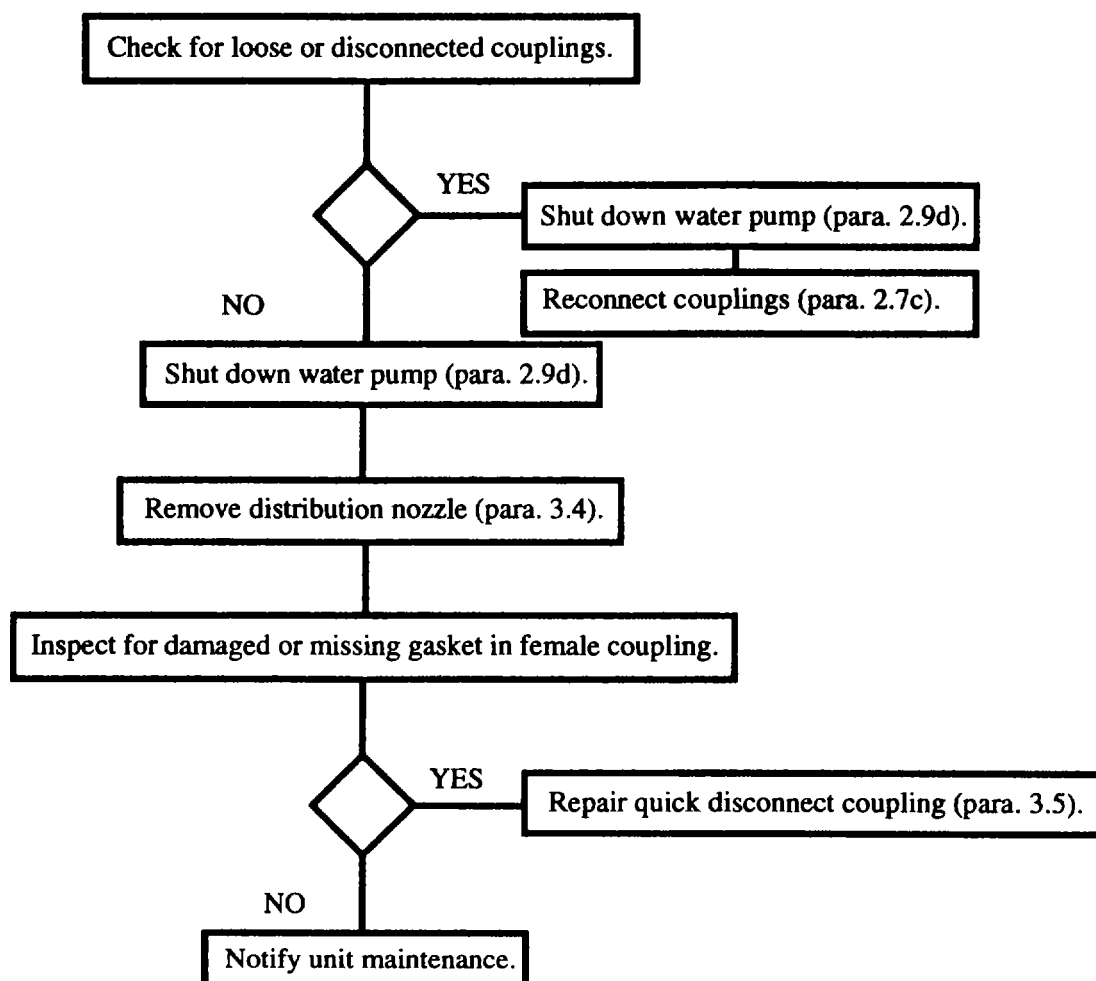 Check for loose or disconnected couplings.
YES
Shut down water pump (para. 2.9d).
Reconnect couplings (para. 2.7c).
NO
Shut down water pump (para. 2.9d).
Remove distribution nozzle (para. 3.4).
Inspect for damaged or missing gasket in female coupling.
YES
Repair quick disconnect coupling (para. 3.5).
NO
Notify unit maintenance.